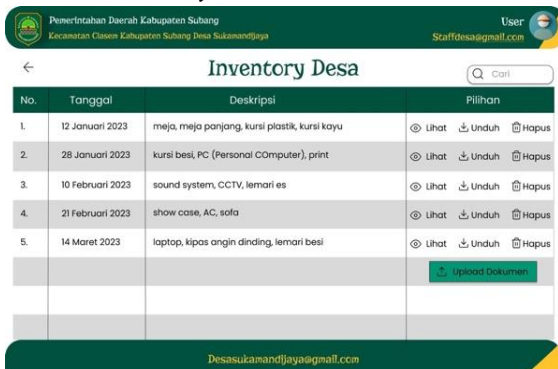 Pemerintahan Daerah Kabupaten Subang
Kecamatan Ciasem Kabupaten Subang Desa Sukamandijaya
User
Staffdesa@gmail.com
Inventory Desa
Cari
No. Tanggal Deskripsi Pilihan
1. 12 Januari 2023 meja, meja panjang, kursi plastik, kursi kayu Lihat Unduh Hapus
2. 28 Januari 2023 kursi besi, PC (Personal COmputer), print Lihat Unduh Hapus
3. 10 Februari 2023 sound system, CCTV, lemari es Lihat Unduh Hapus
4. 21 Februari 2023 show case, AC, sofa Lihat Unduh Hapus
5. 14 Maret 2023 laptop, kipas angin dinding, lemari besi Lihat Unduh Hapus
Upload Dokumen
Desasukamandijaya@gmail.com